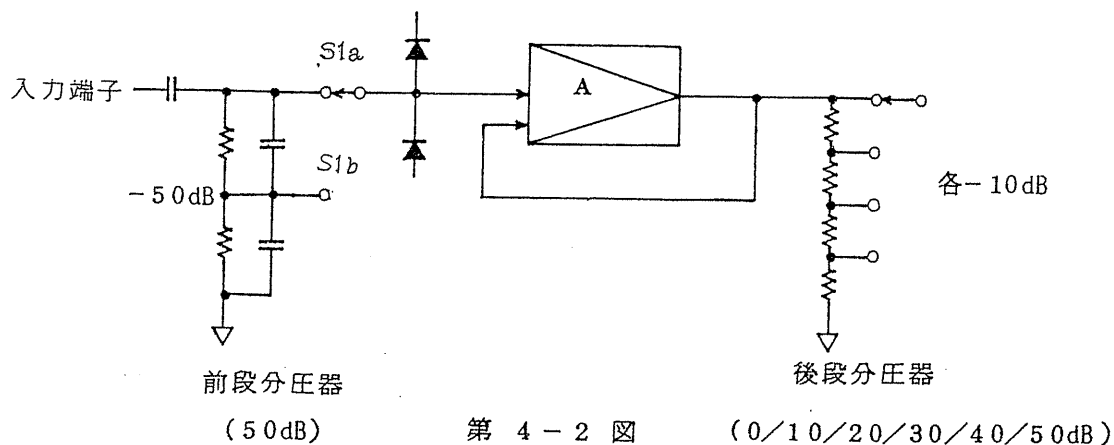 S1a
入力端子
A
S1b
-50dB
各-10dB
前段分圧器
後段分圧器
(50dB)
第 4-2 図
(0/10/20/30/40/50dB)